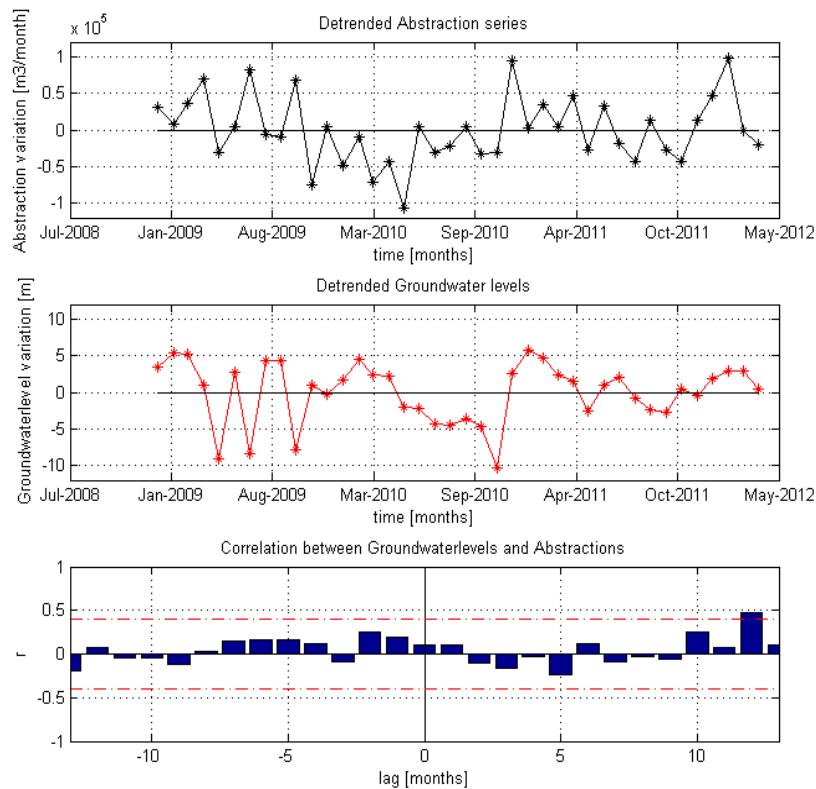 Detrended Abstraction series
x 10^5
Abstraction variation [m3/month]
1
0.5
0
-0.5
-1
Jul-2008 Jan-2009 Aug-2009 Mar-2010 Sep-2010 Apr-2011 Oct-2011 May-2012
time [months]
Detrended Groundwater levels
Groundwaterlevel variation [m]
10
5
0
-5
-10
Jul-2008 Jan-2009 Aug-2009 Mar-2010 Sep-2010 Apr-2011 Oct-2011 May-2012
time [months]
Correlation between Groundwaterlevels and Abstractions
r
1
0.5
0
-0.5
-1
-10 -5 0 5 10
lag [months]